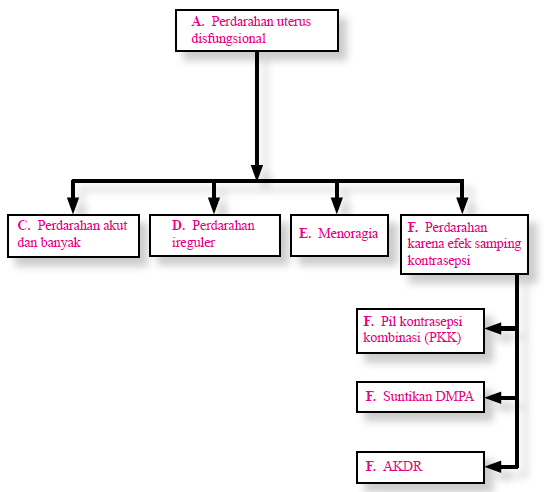 A. Perdarahan uterus
disfungsional
C. Perdarahan akut
dan banyak
D. Perdarahan
ireguler
E. Menoragia
F. Perdarahan
karena efek samping
kontrasepsi
F. Pil kontrasepsi
kombinasi (PKK)
F. Suntikan DMPA
F. AKDR